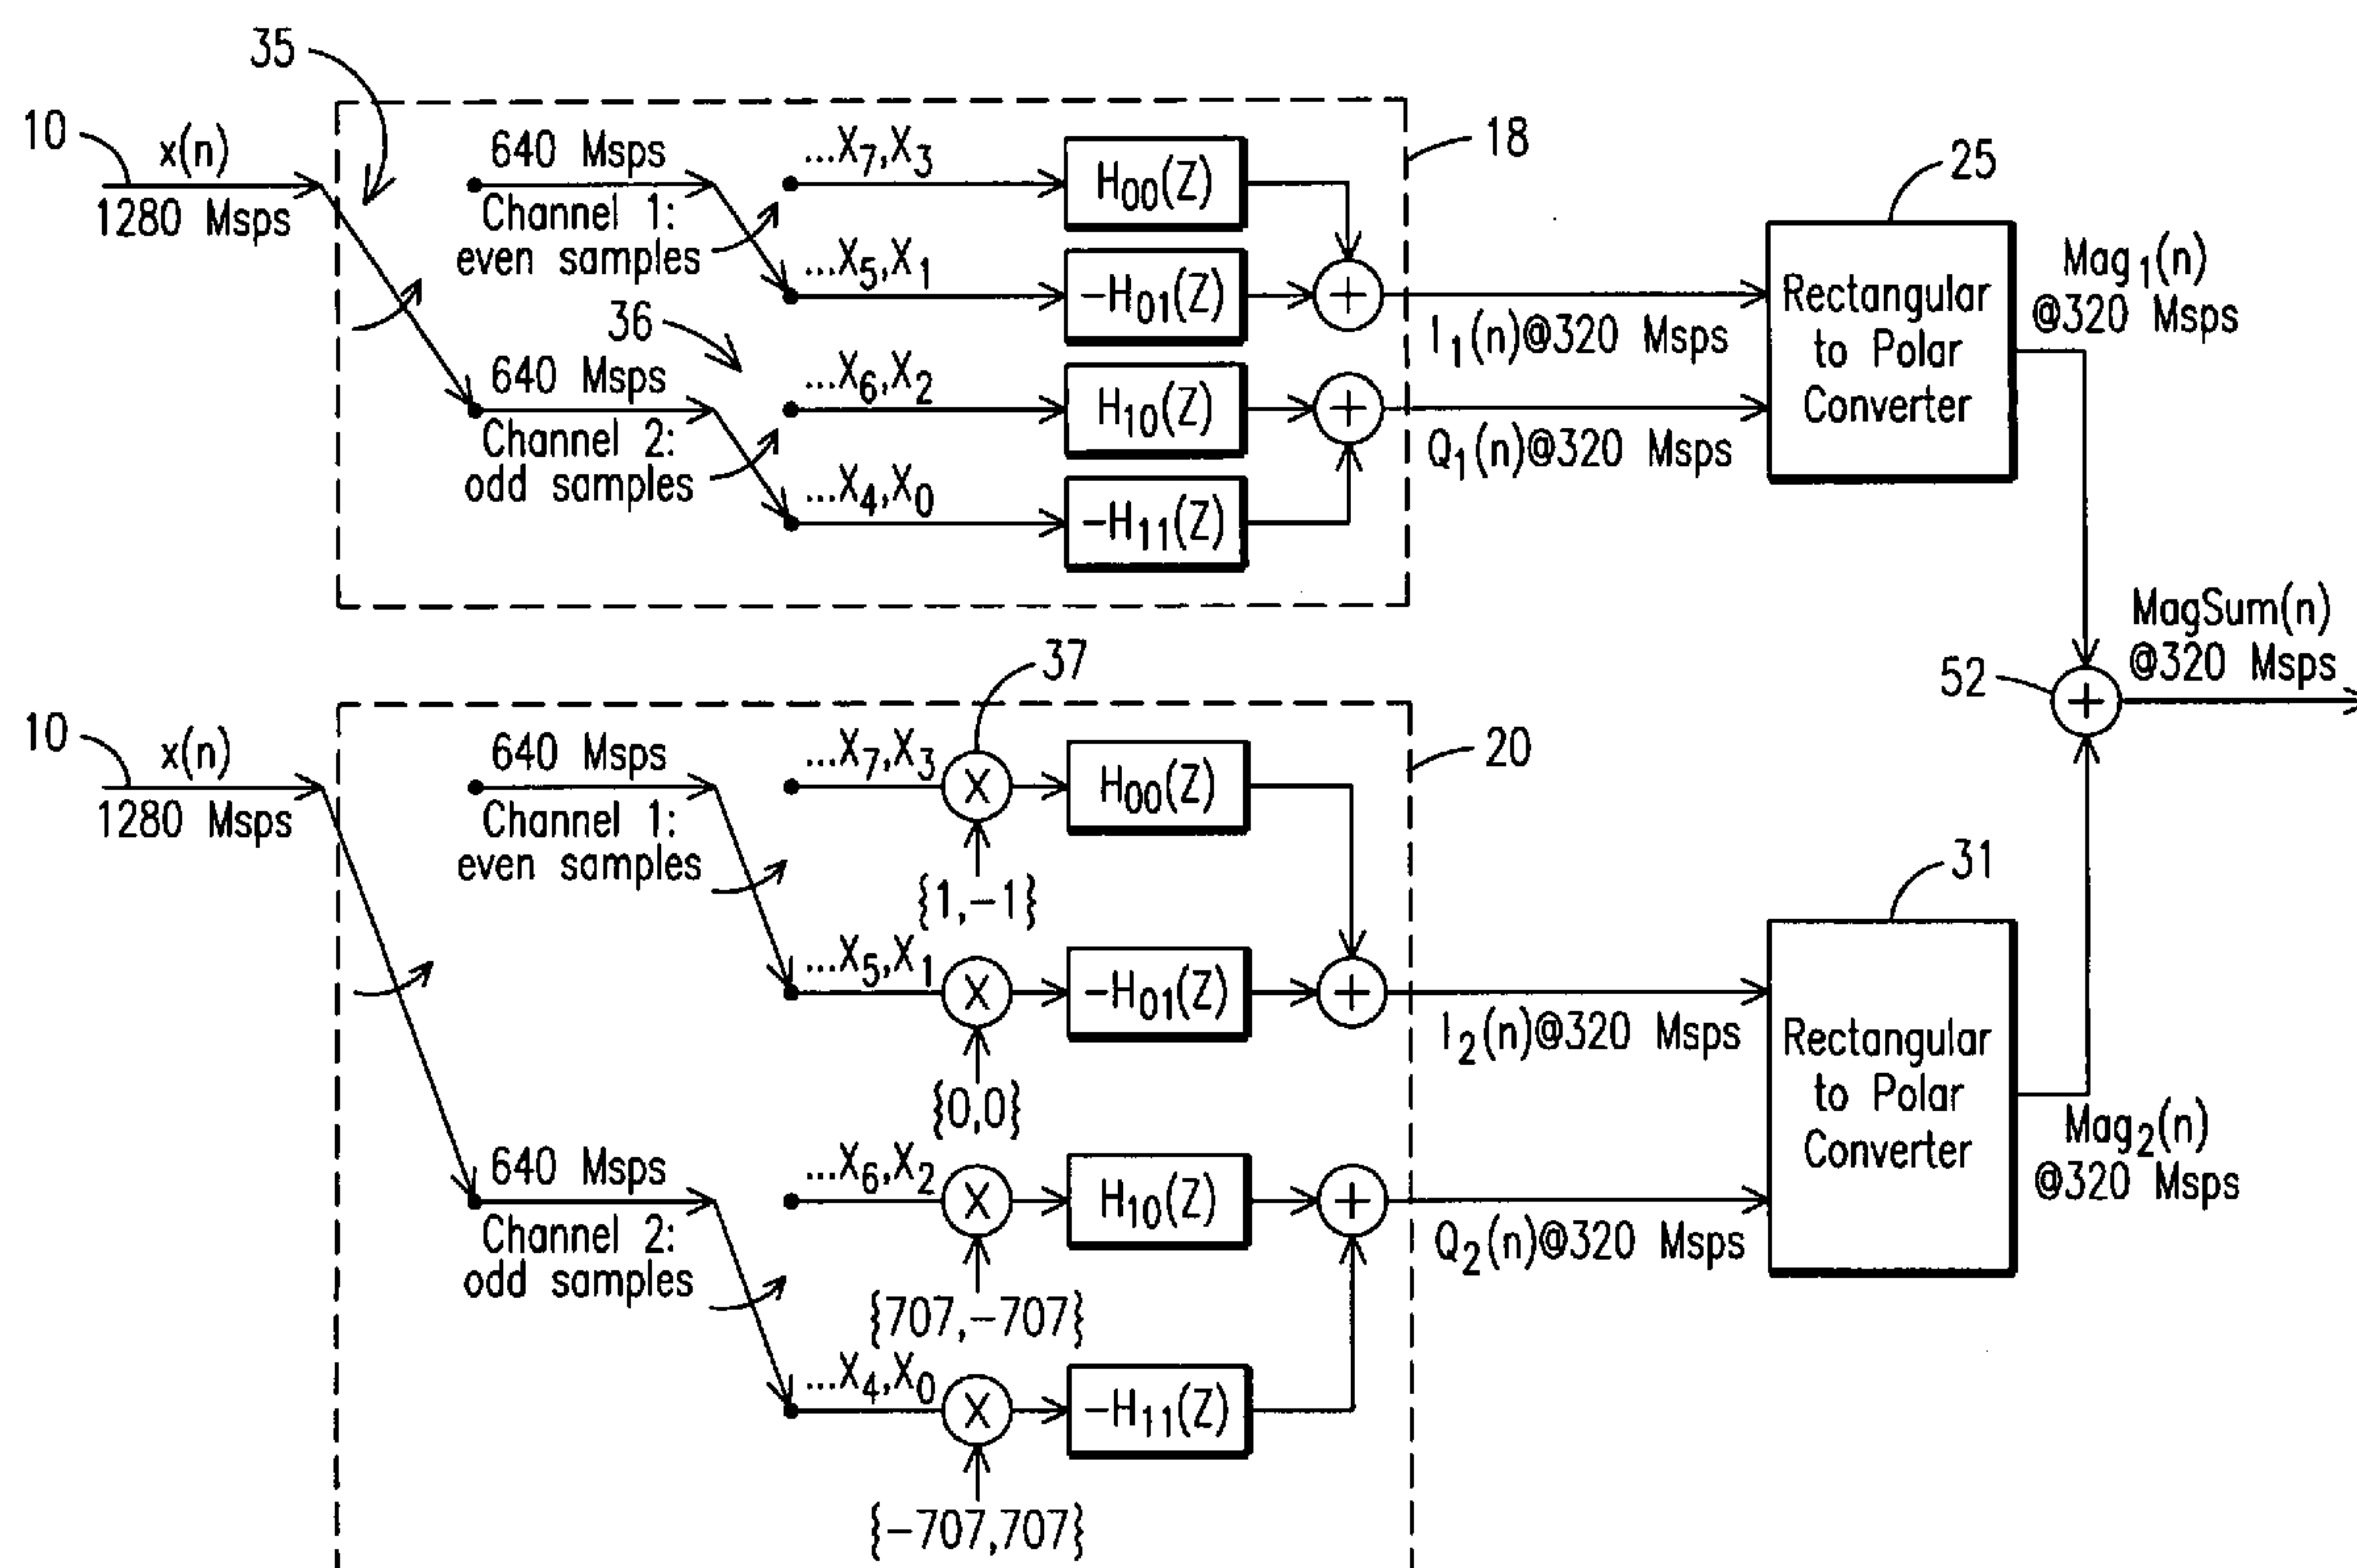 35
10
x(n)
1280 Msps
640 Msps
Channel 1:
even samples
...X7,X3
H00(Z)
18
...X5,X1
-H01(Z)
36
640 Msps
Channel 2:
odd samples
...X6,X2
H10(Z)
...X4,X0
-H11(Z)
I1(n)@320 Msps
Q1(n)@320 Msps
25
Rectangular
to Polar
Converter
Mag1(n)
@320 Msps
MagSum(n)
@320 Msps
52
10
x(n)
1280 Msps
37
20
640 Msps
Channel 1:
even samples
...X7,X3
H00(Z)
{1,-1}
...X5,X1
-H01(Z)
{0,0}
640 Msps
Channel 2:
odd samples
...X6,X2
H10(Z)
{707,-707}
...X4,X0
-H11(Z)
{-707,707}
I2(n)@320 Msps
Q2(n)@320 Msps
31
Rectangular
to Polar
Converter
Mag2(n)
@320 Msps